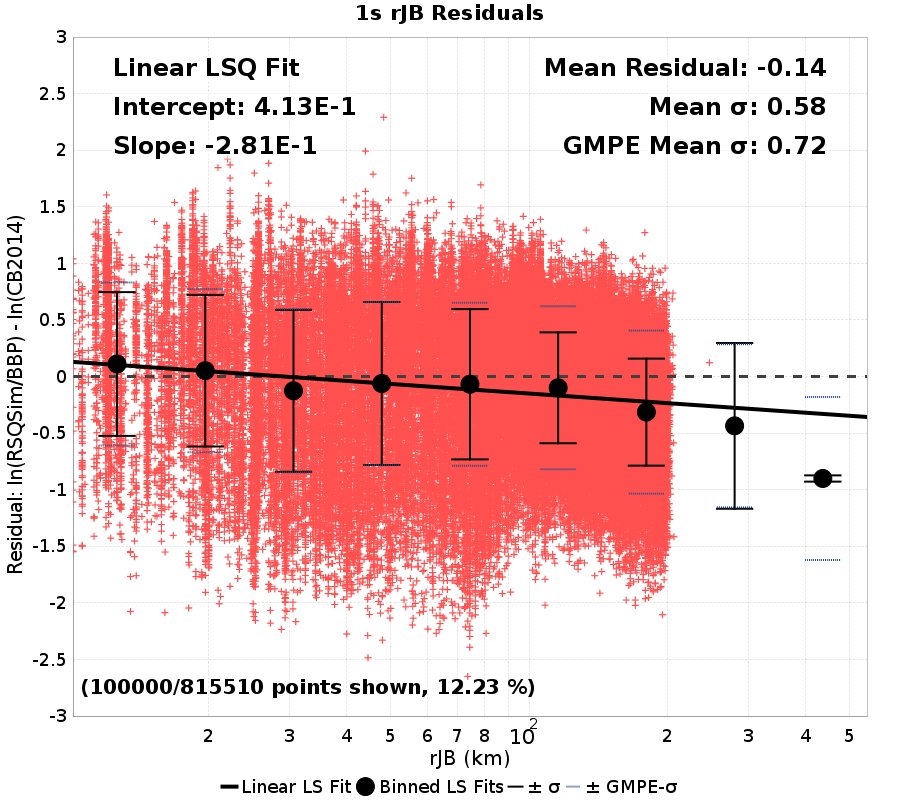 1s rJB Residuals
Linear LSQ Fit
Intercept: 4.13E-1
Slope: -2.81E-1
Mean Residual: -0.14
Mean σ: 0.58
GMPE Mean σ: 0.72
3
2.5
2
1.5
1
0.5
0
-0.5
-1
-1.5
-2
-2.5
-3
Residual: ln(RSQSim/BBP) - ln(CB2014)
(100000/815510 points shown, 12.23 %)
2 3 4 5 6 7 8 10² 2 3 4 5
rJB (km)
Linear LS Fit Binned LS Fits ± σ ± GMPE-σ